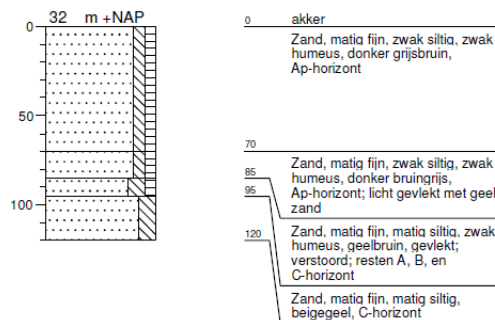 32 m +NAP
0
50
100
0 akker
Zand, matig fijn, zwak siltig, zwak
humeus, donker grijsbruin,
Ap-horizont
70
Zand, matig fijn, zwak siltig, zwak
humeus, donker bruingrijs,
Ap-horizont; licht gevlekt met geel
zand
85
95
Zand, matig fijn, matig siltig, zwak
humeus, geelbruin, gevlekt;
verstoord; resten A, B, en
C-horizont
120
Zand, matig fijn, matig siltig,
beigegeel, C-horizont